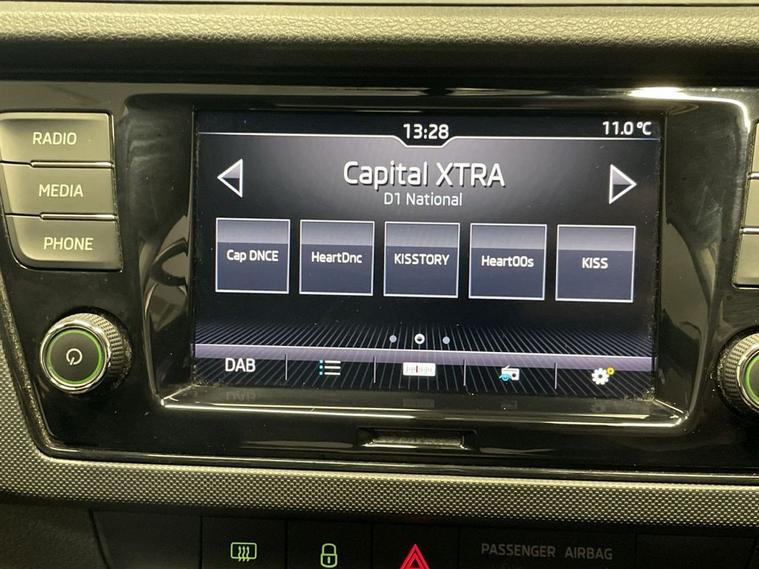 13:28
11.0 °C
RADIO
MEDIA
PHONE
Capital XTRA
D1 National
Cap DNCE
HeartDnc
KISSTORY
Heart00s
KISS
DAB
PASSENGER AIRBAG